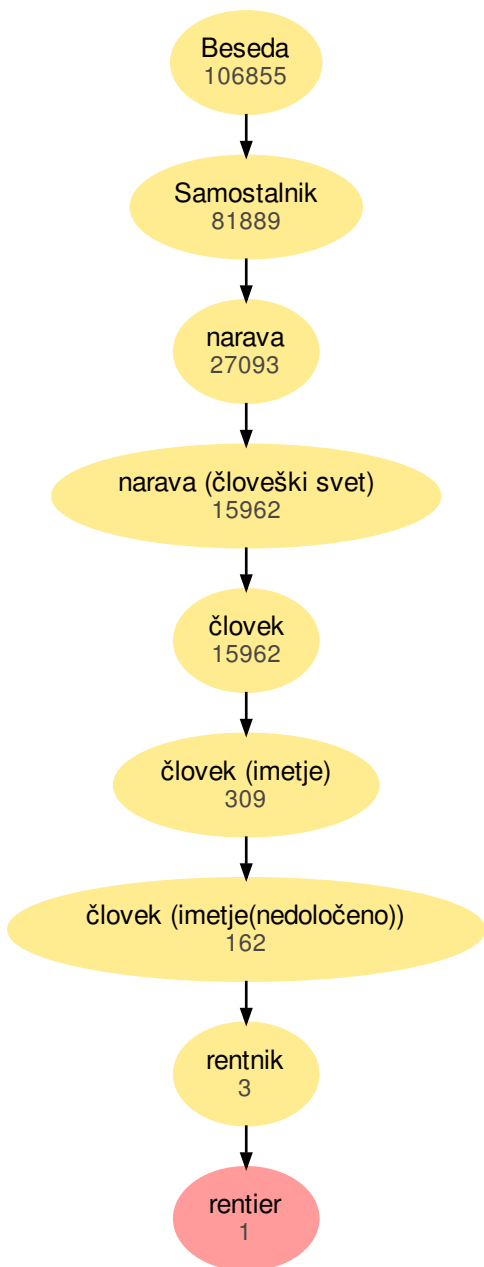 Beseda
106855
Samostalnik
81889
narava
27093
narava (človeški svet)
15962
človek
15962
človek (imetje)
309
človek (imetje(nedoločeno))
162
rentnik
3
rentier
1